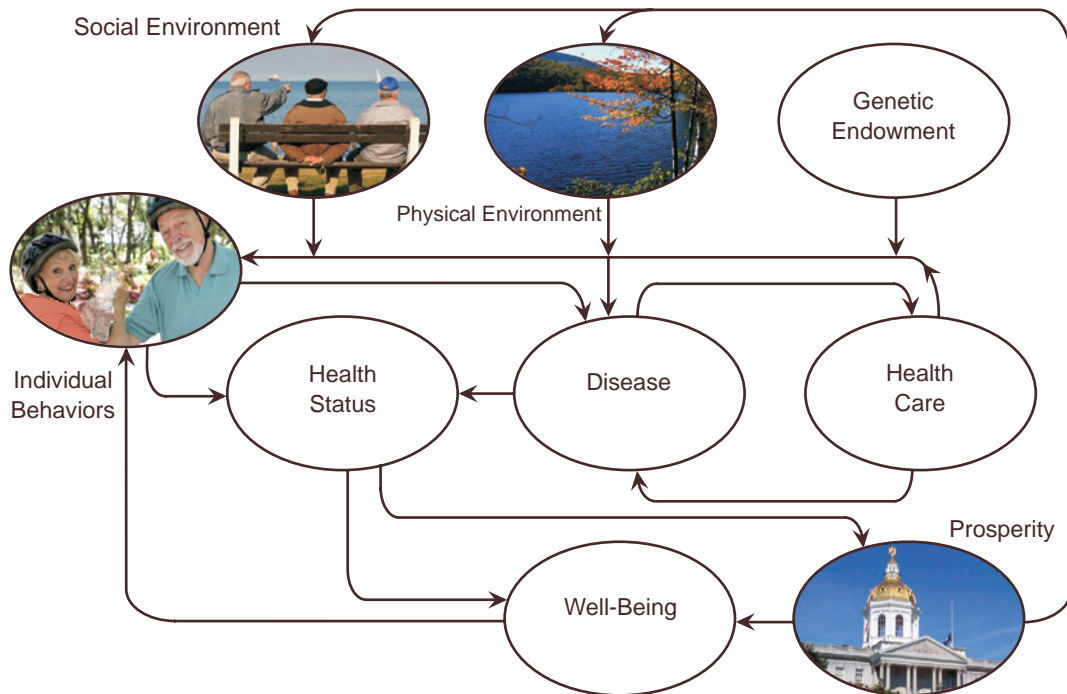 Social Environment
Genetic
Endowment
Physical Environment
Individual
Behaviors
Health
Status
Disease
Health
Care
Prosperity
Well-Being